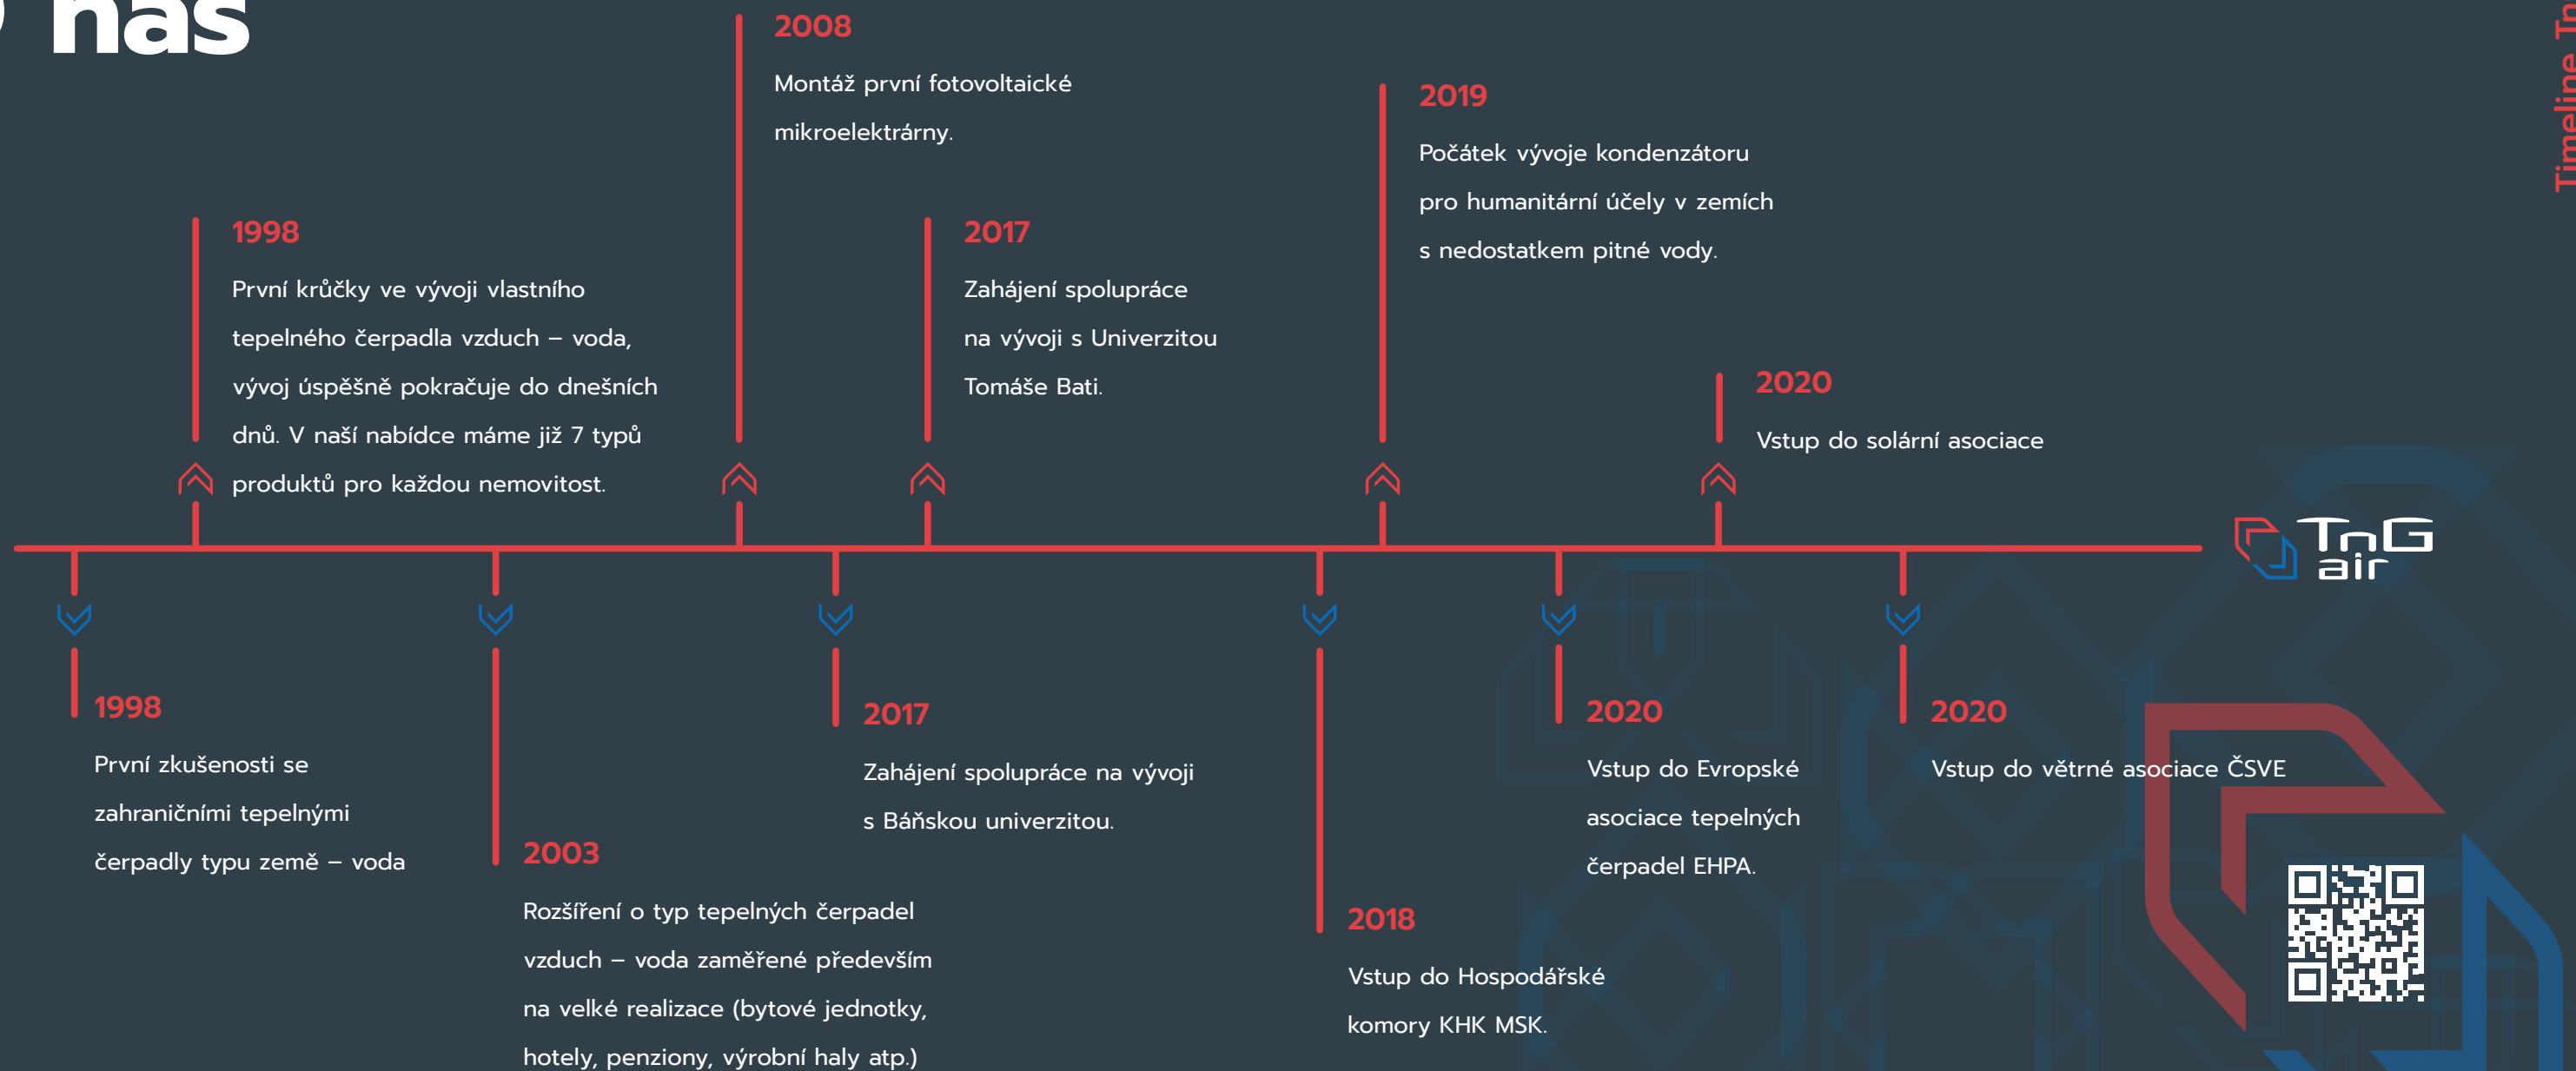 nás
2008
Montáž první fotovoltaické
mikroelektrárny.
2019
Počátek vývoje kondenzátoru
pro humanitární účely v zemích
s nedostatkem pitné vody.
Timeline
1998
První krůčky ve vývoji vlastního
tepelného čerpadla vzduch – voda,
vývoj úspěšně pokračuje do dnešních
dnů. V naší nabídce máme již 7 typů
produktů pro každou nemovitost.
2017
Zahájení spolupráce
na vývoji s Univerzitou
Tomáše Bati.
2020
Vstup do solární asociace
TnG
air
1998
První zkušenosti se
zahraničními tepelnými
čerpadly typu země – voda
2003
Rozšíření o typ tepelných čerpadel
vzduch – voda zaměřené především
na velké realizace (bytové jednotky,
hotely, penziony, výrobní haly atp.)
2017
Zahájení spolupráce na vývoji
s Báňskou univerzitou.
2018
Vstup do Hospodářské
komory KHK MSK.
2020
Vstup do Evropské
asociace tepelných
čerpadel EHPA.
2020
Vstup do větrné asociace ČSVE